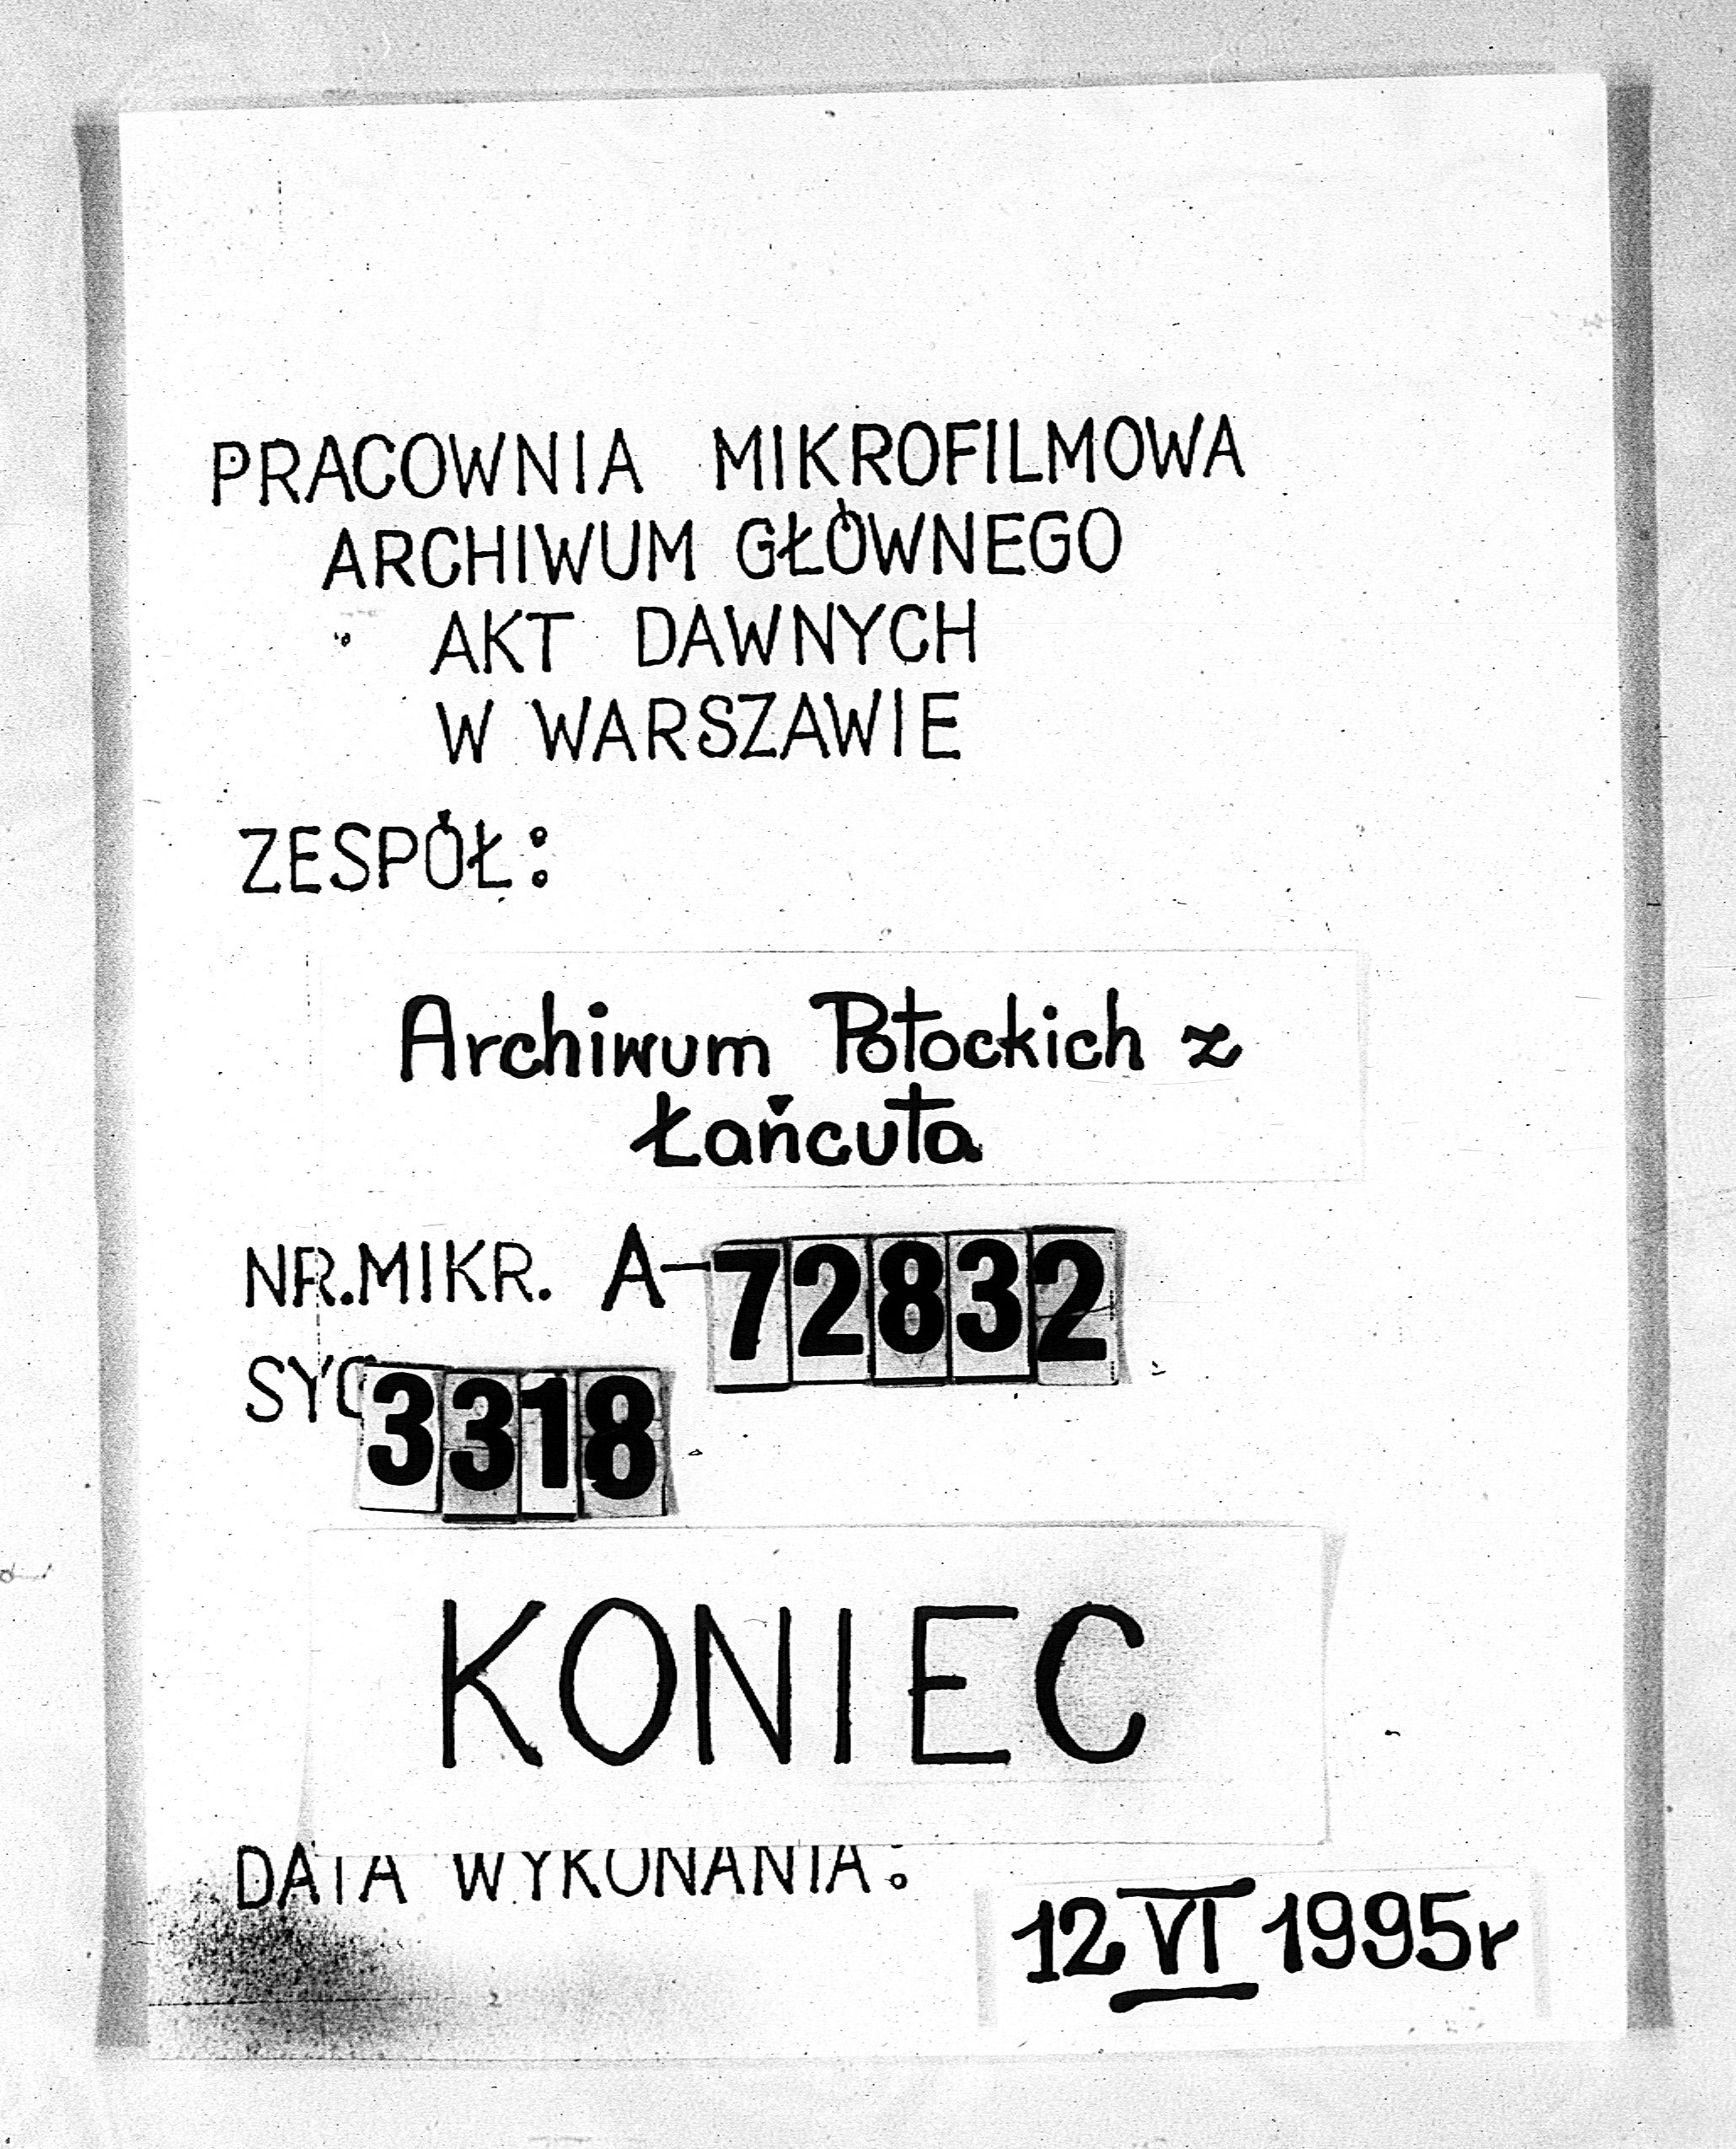 PRACOWNIA MIKROFILMOWA
ARCHIWUM GŁÓWNEGO
AKT DAWNYCH
W WARSZAWIE
ZESPÓŁ:
Archiwum Potockich z
Łańcuta
NR.MIKR. A-72832
SYG 3318
KONIEC
DATA WYKONANIA:
12 VI 1995r